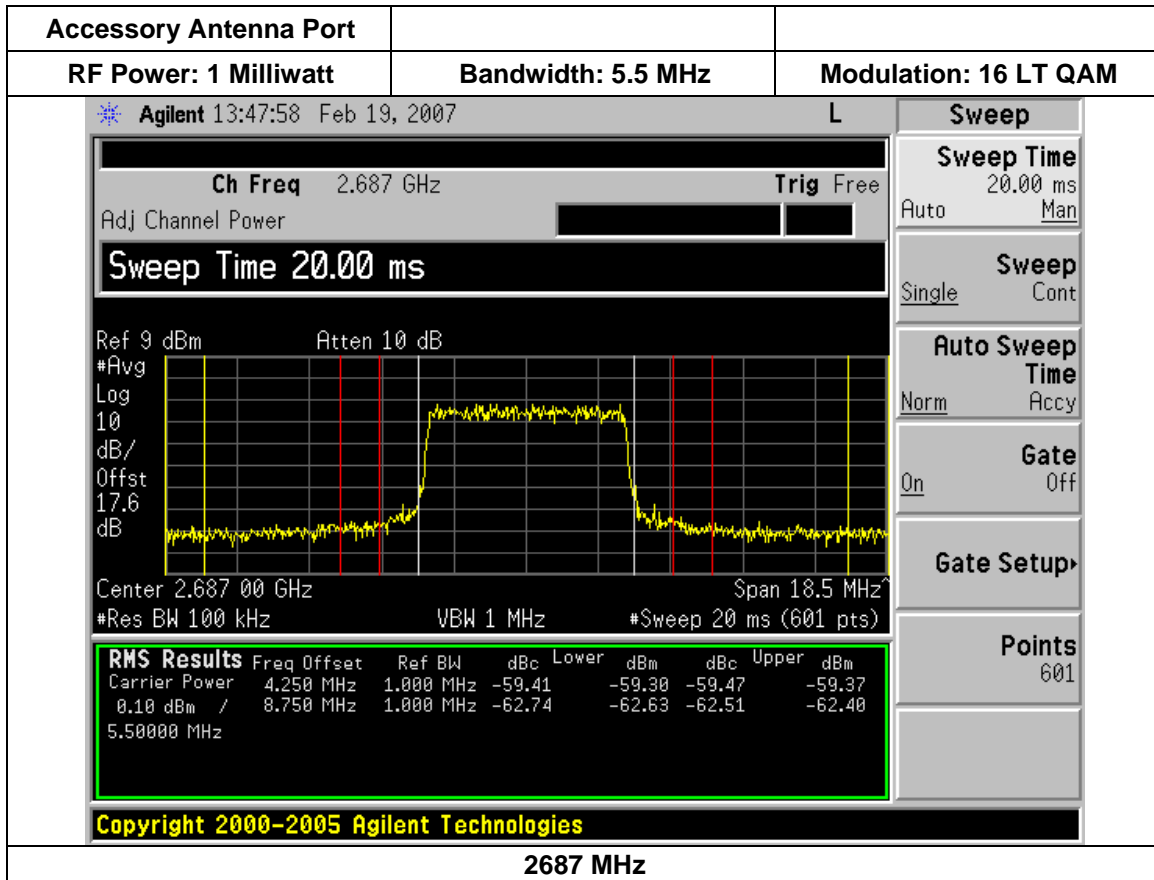 Accessory Antenna Port
RF Power: 1 Milliwatt Bandwidth: 5.5 MHz Modulation: 16 LT QAM
Agilent 13:47:58 Feb 19, 2007 L Sweep
Ch Freq 2.687 GHz Trig Free
Adj Channel Power
Sweep Time 20.00 ms
Ref 9 dBm Atten 10 dB
#Avg
Log
10
dB/
Offst
17.6
dB
Center 2.687 00 GHz Span 18.5 MHz^
#Res BW 100 kHz VBW 1 MHz #Sweep 20 ms (601 pts)
RMS Results Freq Offset Ref BW dBc Lower dBm dBc Upper dBm
Carrier Power 4.250 MHz 1.000 MHz -59.41 -59.30 -59.47 -59.37
0.10 dBm / 8.750 MHz 1.000 MHz -62.74 -62.63 -62.51 -62.40
5.50000 MHz
Sweep Time
20.00 ms
Auto Man
Sweep
Single Cont
Auto Sweep
Time
Norm Accy
Gate
On Off
Gate Setup▸
Points
601
Copyright 2000-2005 Agilent Technologies
2687 MHz